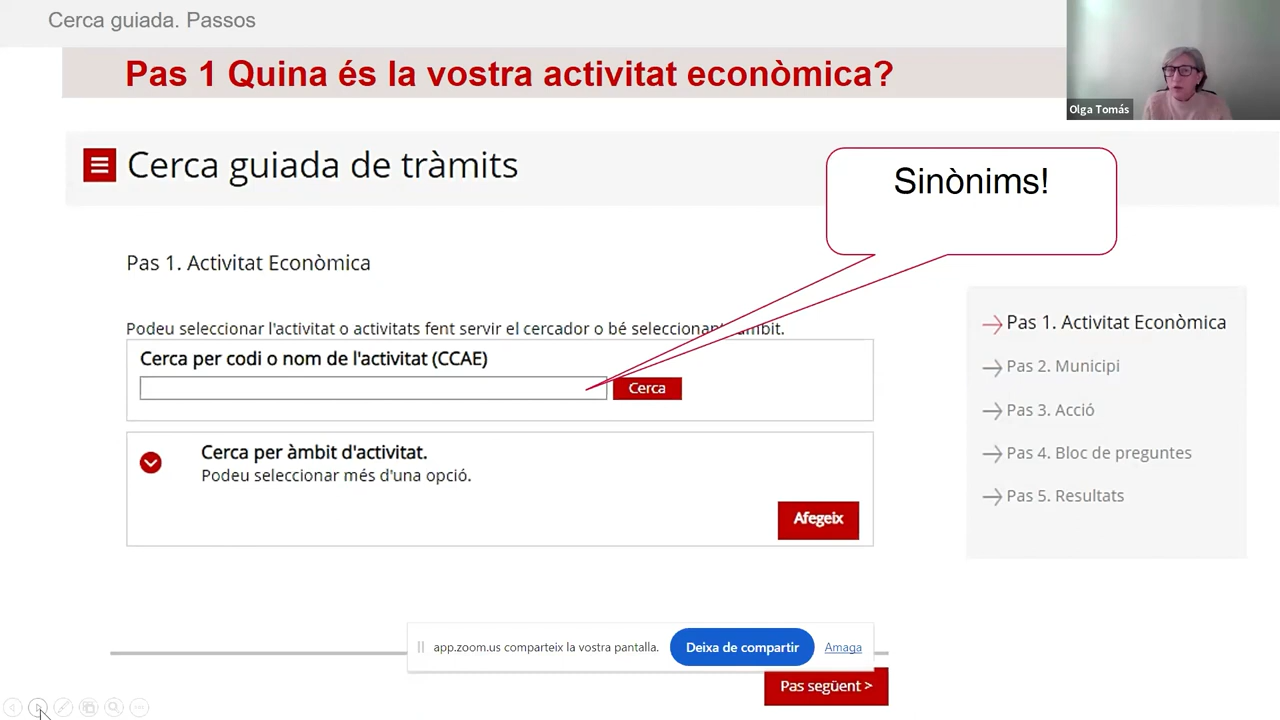 Cerca guiada. Passos
Pas 1 Quina és la vostra activitat econòmica?
Olga Tomás
Cerca guiada de tràmits
Sinònims!
Pas 1. Activitat Econòmica
Podeu seleccionar l'activitat o activitats fent servir el cercador o bé seleccionant àmbit.
Cerca per codi o nom de l'activitat (CCAE)
Cerca
Cerca per àmbit d'activitat.
Podeu seleccionar més d'una opció.
Afegeix
Pas 1. Activitat Econòmica
Pas 2. Municipi
Pas 3. Acció
Pas 4. Bloc de preguntes
Pas 5. Resultats
app.zoom.us comparteix la vostra pantalla.
Deixa de compartir
Amaga
Pas següent >